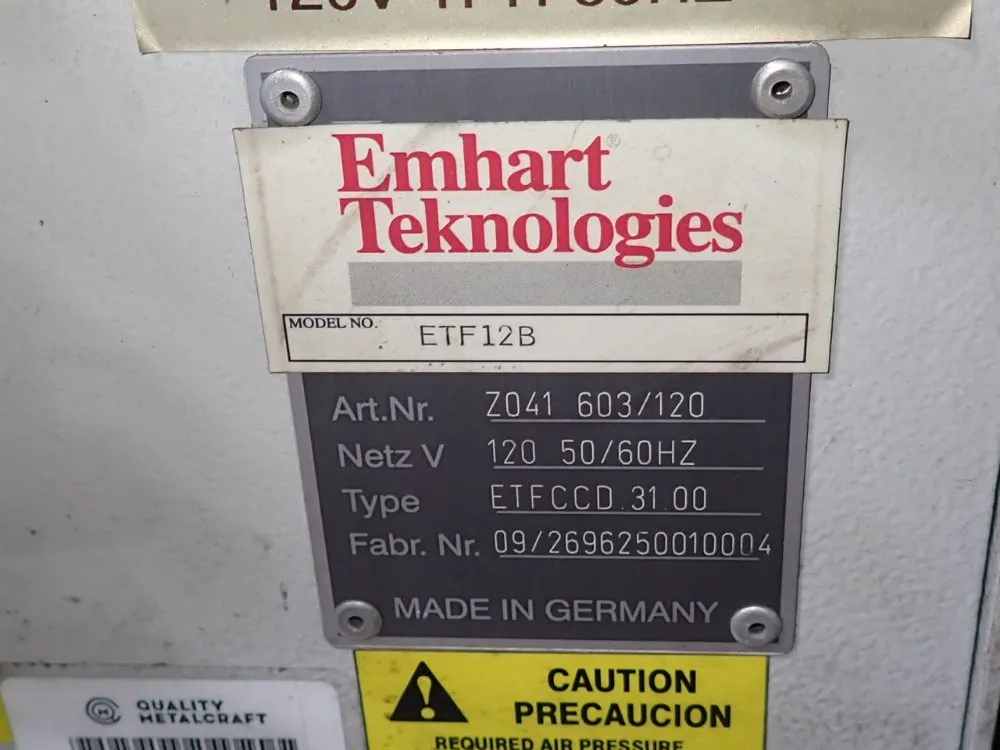 Emhart
Teknologies
MODEL NO. ETF12B
Art.Nr. Z041 603/120
Netz V 120 50/60HZ
Type ETFCCD.31.00
Fabr. Nr. 09/2696250010004
MADE IN GERMANY
CAUTION
PRECAUCION
REQUIRED AIR PRESSURE
QUALITY
METALCRAFT